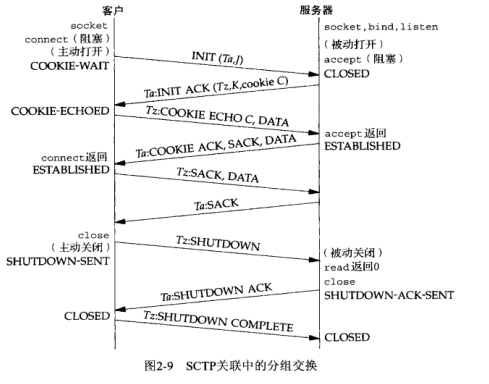 客户
服务器
socket
connect（阻塞）
（主动打开）
COOKIE-WAIT
socket,bind,listen
（被动打开）
accept（阻塞）
CLOSED
INIT (Ta,J)
Ta:INIT ACK (Tz,K,cookie C)
COOKIE-ECHOED
Tz:COOKIE ECHO C, DATA
accept返回
ESTABLISHED
Ta:COOKIE ACK, SACK, DATA
connect返回
ESTABLISHED
Tz:SACK, DATA
Ta:SACK
close
（主动关闭）
SHUTDOWN-SENT
Tz:SHUTDOWN
（被动关闭）
read返回0
close
SHUTDOWN-ACK-SENT
Ta:SHUTDOWN ACK
CLOSED
Tz:SHUTDOWN COMPLETE
CLOSED
图2-9 SCTP关联中的分组交换